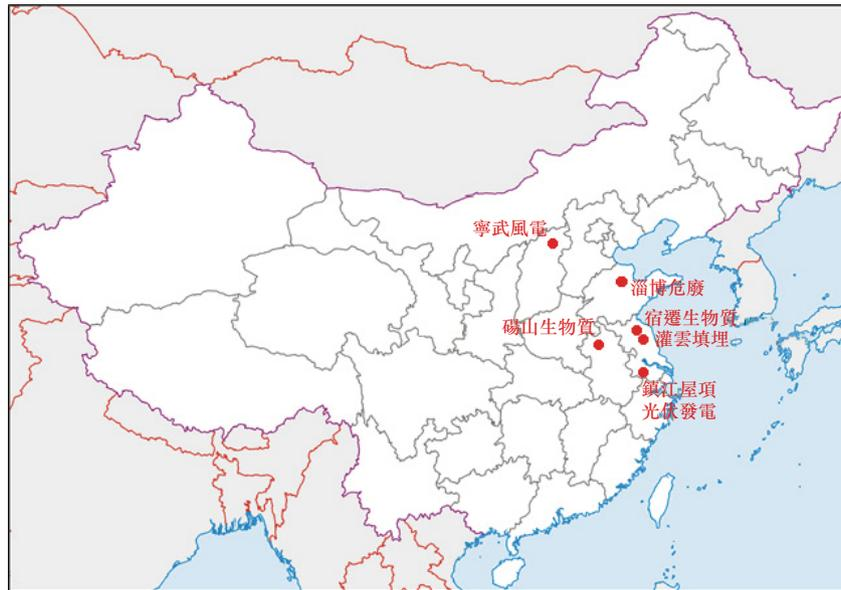 寧武風電
淄博危廢
宿遷生物質
碭山生物質
灌雲填埋
鎮江屋項
光伏發電